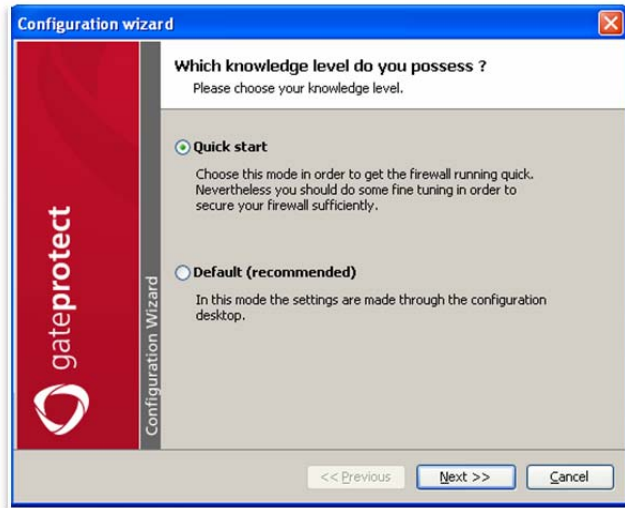 Configuration wizard
Which knowledge level do you possess ?
Please choose your knowledge level.
Quick start
Choose this mode in order to get the firewall running quick.
Nevertheless you should do some fine tuning in order to
secure your firewall sufficiently.
Default (recommended)
In this mode the settings are made through the configuration
desktop.
gateprotect
Configuration Wizard
<< Previous
Next >>
Cancel